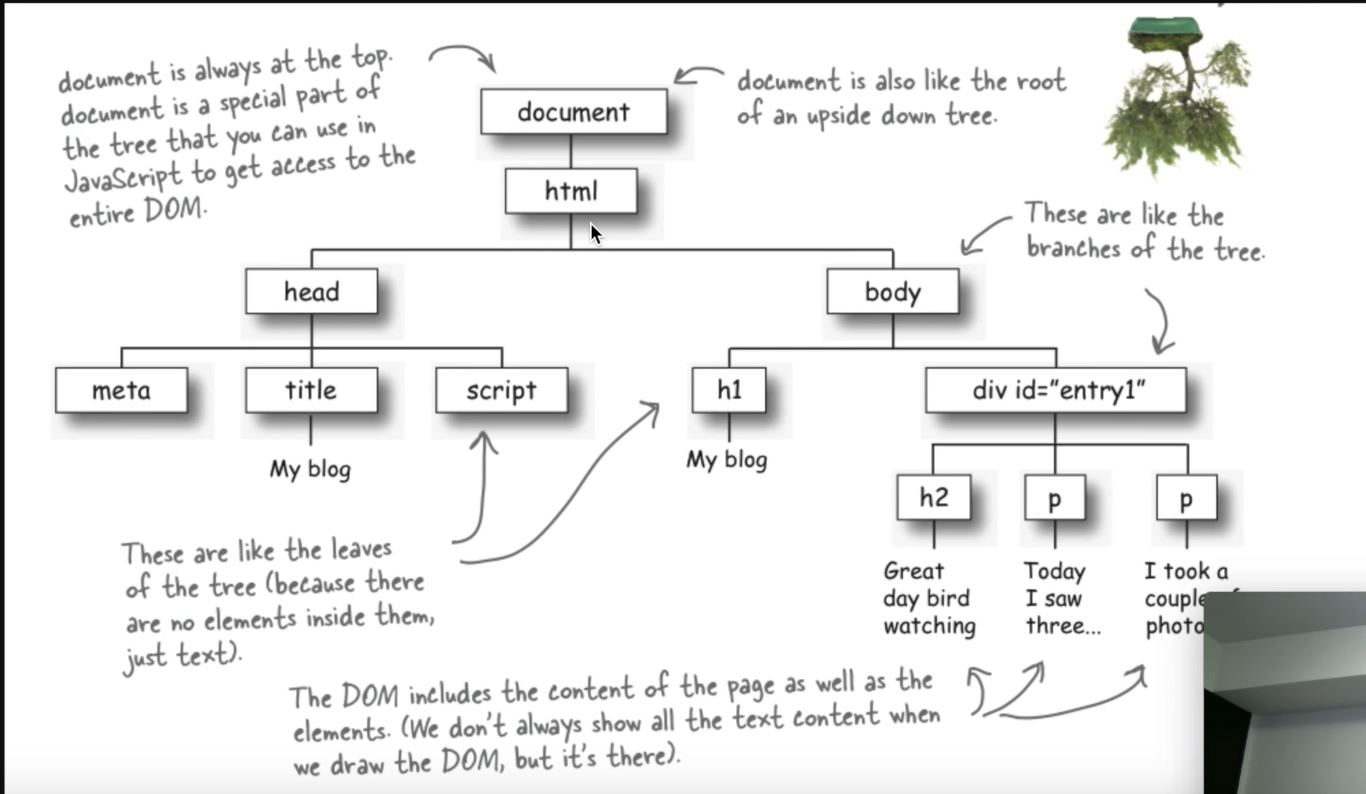 document is always at the top.
document is a special part of
the tree that you can use in
JavaScript to get access to the
entire DOM.
document
document is also like the root
of an upside down tree.
html
These are like the
branches of the tree.
head
body
meta
title
script
h1
div id="entry1"
My blog
My blog
h2
p
p
Great
day bird
watching
Today
I saw
three...
I took a
couple
These are like the leaves
of the tree (because there
are no elements inside them,
just text).
The DOM includes the content of the page as well as the
elements. (We don't always show all the text content when
we draw the DOM, but it's there).